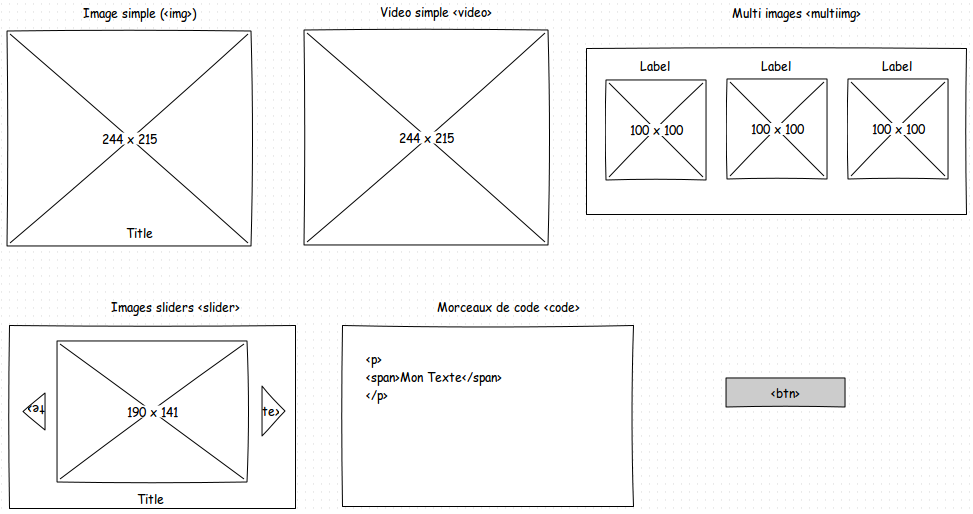 Image simple (<img>)
Video simple <video>
Multi images <multiimg>
244 x 215
Title
244 x 215
Label
Label
Label
100 x 100
100 x 100
100 x 100
Images sliders <slider>
Morceaux de code <code>
190 x 141
Title
<p>
<span>Mon Texte</span>
</p>
<btn>